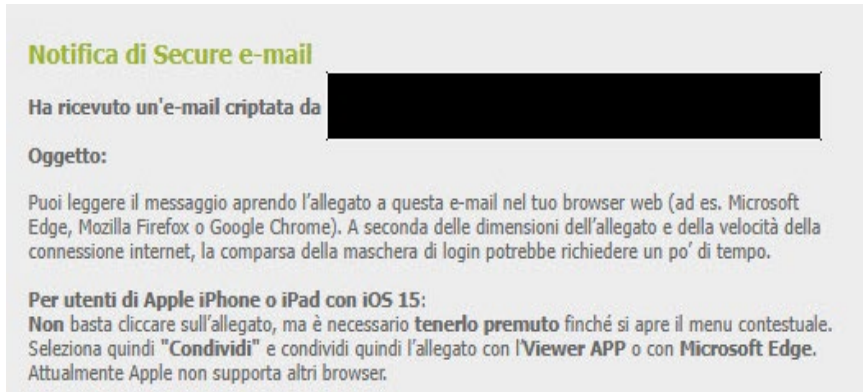 Notifica di Secure e-mail
Ha ricevuto un'e-mail criptata da
Oggetto:
Puoi leggere il messaggio aprendo l'allegato a questa e-mail nel tuo browser web (ad es. Microsoft
Edge, Mozilla Firefox o Google Chrome). A seconda delle dimensioni dell'allegato e della velocità della
connessione internet, la comparsa della maschera di login potrebbe richiedere un po' di tempo.
Per utenti di Apple iPhone o iPad con iOS 15:
Non basta cliccare sull'allegato, ma è necessario tenerlo premuto finché si apre il menu contestuale.
Seleziona quindi "Condividi" e condividi quindi l'allegato con l'Viewer APP o con Microsoft Edge.
Attualmente Apple non supporta altri browser.